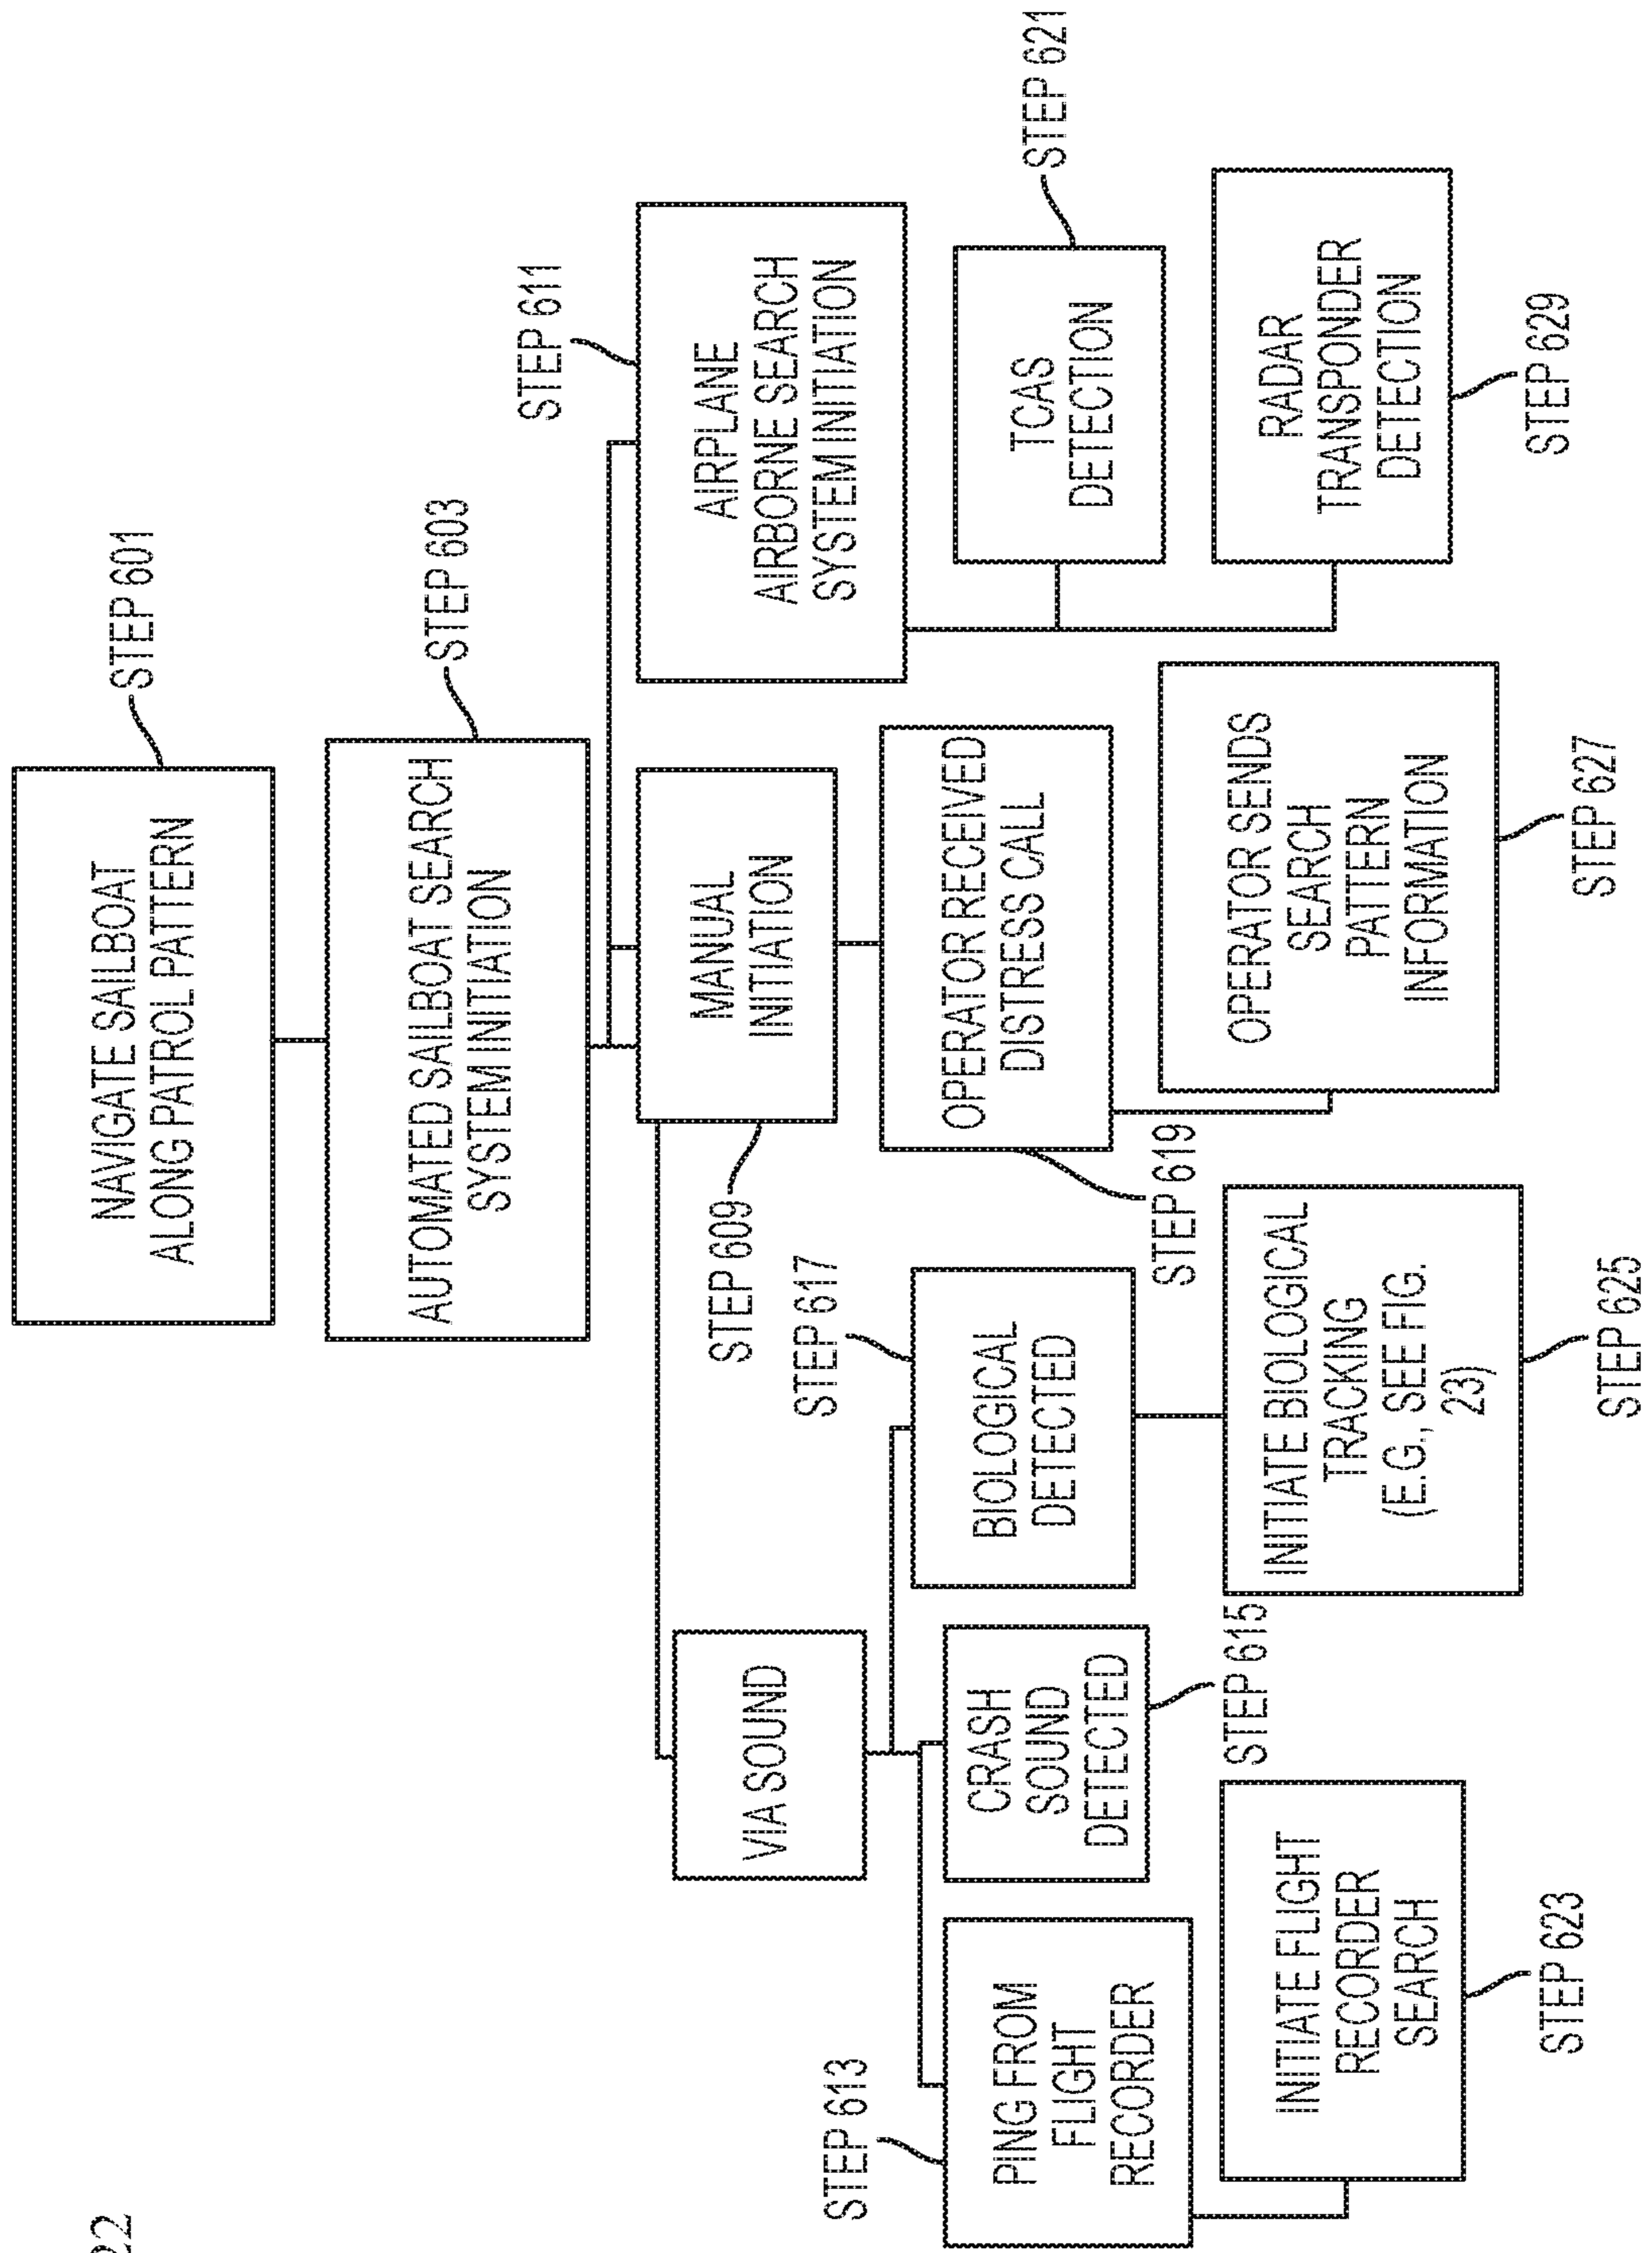 22
NAVIGATE SAILBOAT
ALONG PATROL PATTERN
STEP 601
AUTOMATED SAILBOAT SEARCH
SYSTEM INITIATION
STEP 603
VIA SOUND
MANUAL
INITIATION
STEP 609
AIRPLANE
AIRBORNE SEARCH
SYSTEM INITIATION
STEP 611
STEP 613
PING FROM
FLIGHT
RECORDER
CRASH
SOUND
DETECTED
STEP 615
STEP 617
BIOLOGICAL
DETECTED
OPERATOR RECEIVED
DISTRESS CALL
STEP 619
TCAS
DETECTION
STEP 621
INITIATE FLIGHT
RECORDER
SEARCH
STEP 623
INITIATE BIOLOGICAL
TRACKING
(E.G., SEE FIG.
23)
STEP 625
OPERATOR SENDS
SEARCH
PATTERN
INFORMATION
STEP 627
RADAR
TRANSPONDER
DETECTION
STEP 629